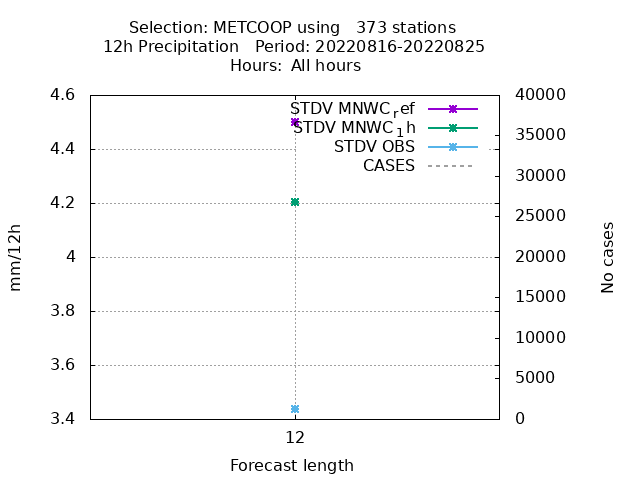 Selection: METCOOP using   373 stations
12h Precipitation   Period: 20220816-20220825
Hours:  All hours
4.6
4.4
4.2
4
3.8
3.6
3.4
mm/12h
STDV MNWC_ref
STDV MNWC_1h
STDV OBS
CASES
40000
35000
30000
25000
20000
15000
10000
5000
0
No cases
12
Forecast length